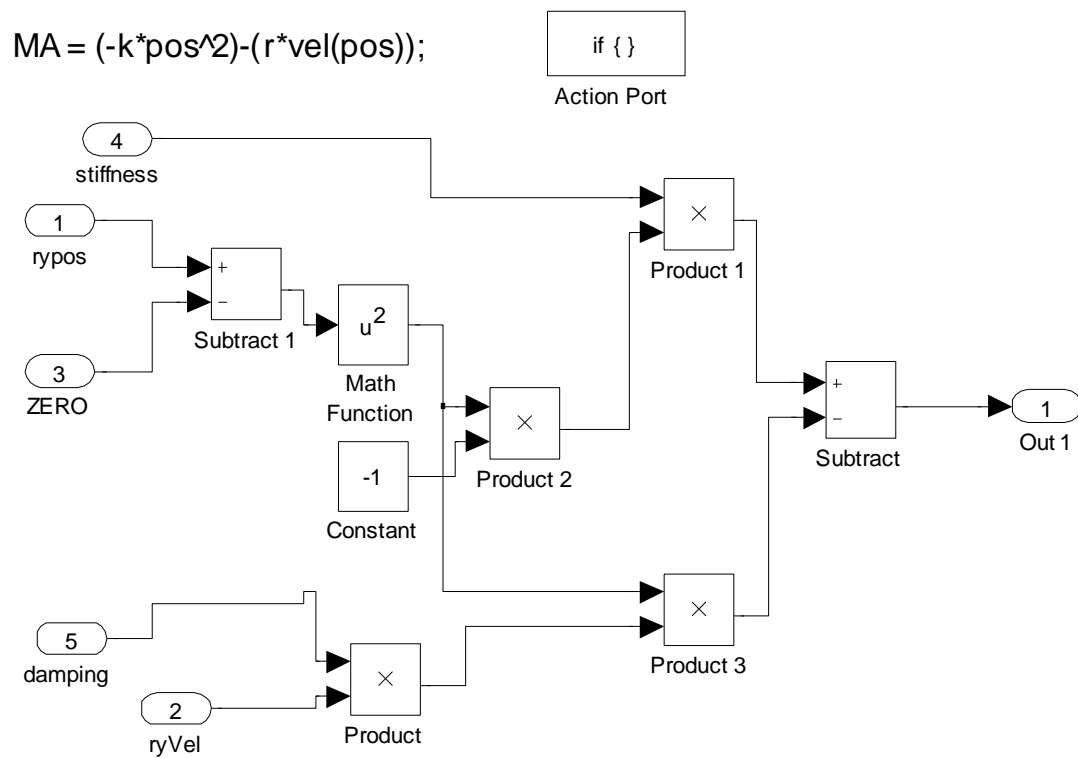 MA = (-k*pos^2)-(r*vel(pos));
if { }
Action Port
4
stiffness
1
rypos
+
−
Subtract 1
3
ZERO
u²
Math
Function
×
Product 1
×
Product 2
-1
Constant
+
−
Subtract
1
Out 1
5
damping
2
ryVel
×
Product
×
Product 3